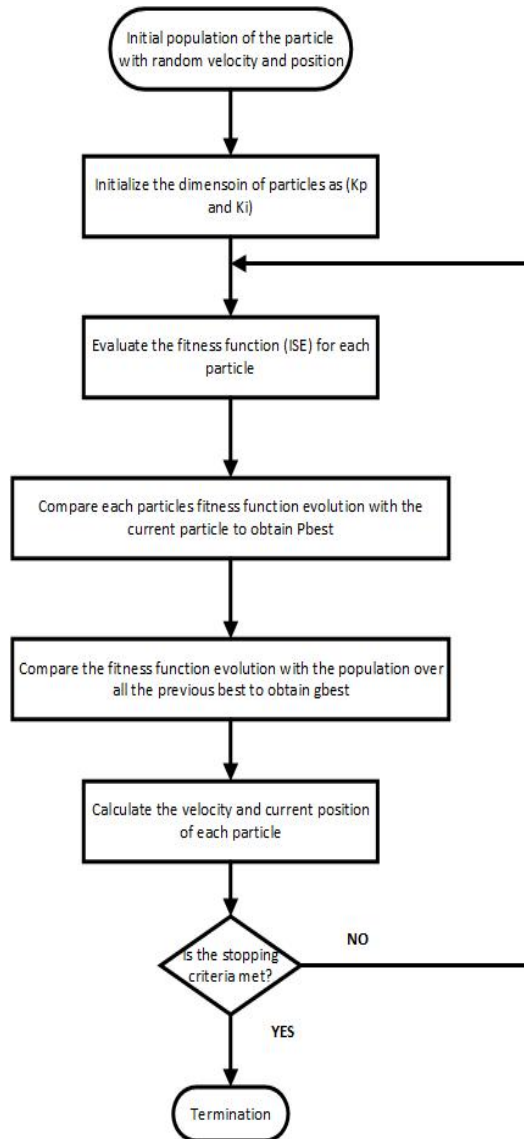 Initial population of the particle
with random velocity and position
Initialize the dimensoin of particles as (Kp
and Ki)
Evaluate the fitness function (ISE) for each
particle
Compare each particles fitness function evolution with the
current particle to obtain Pbest
Compare the fitness function evolution with the population over
all the previous best to obtain gbest
Calculate the velocity and current position
of each particle
Is the stopping
criteria met?
NO
YES
Termination